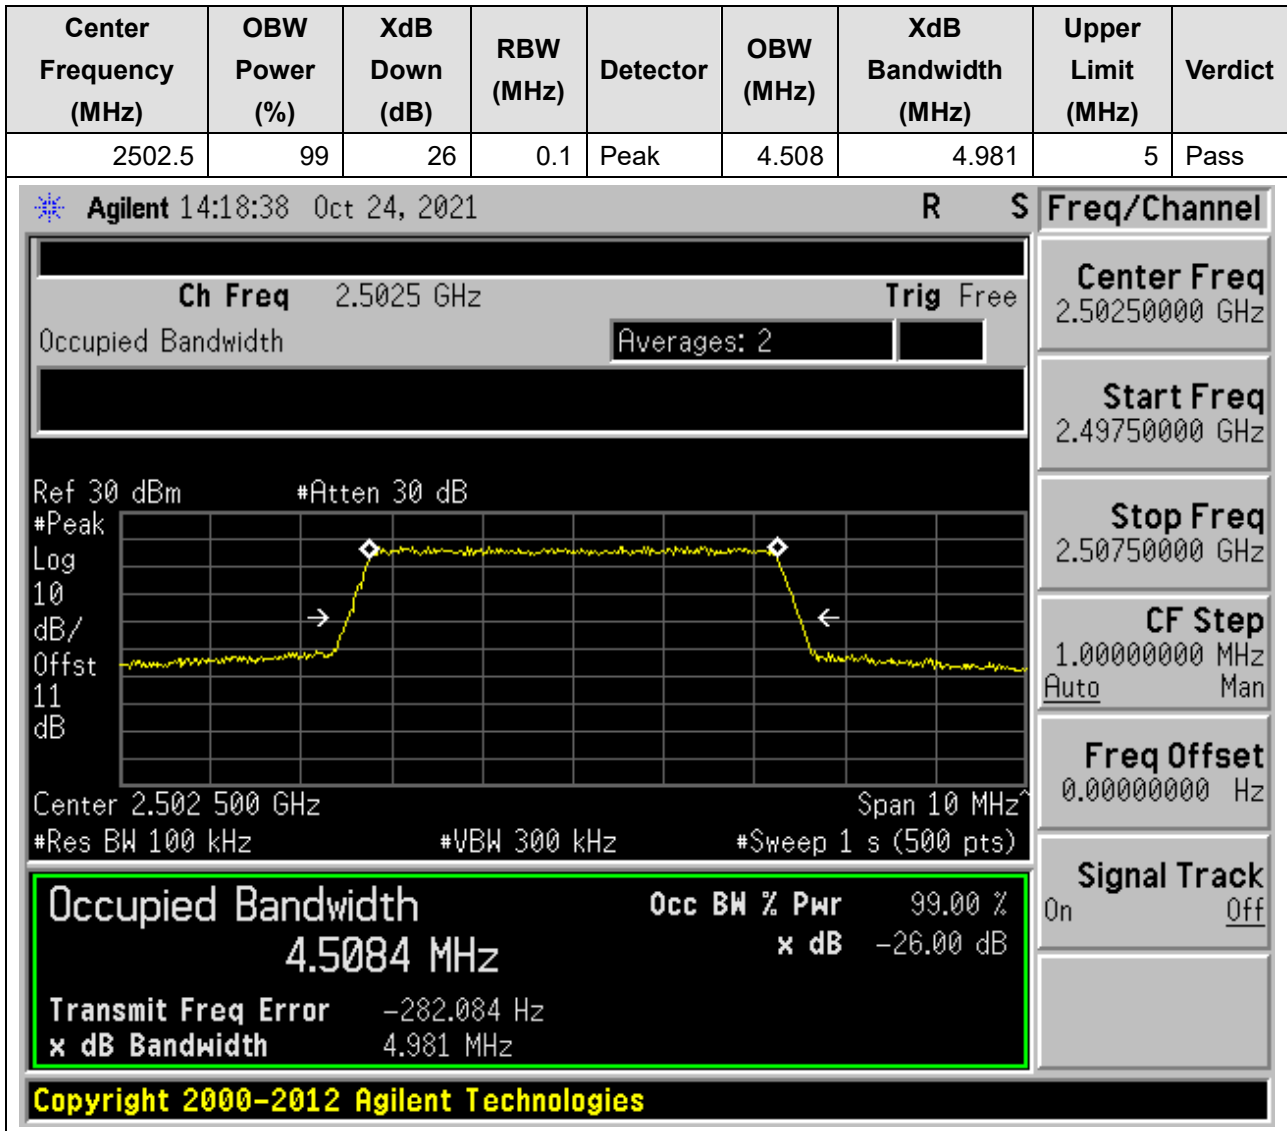 Center Frequency (MHz) OBW Power (%) XdB Down (dB) RBW (MHz) Detector OBW (MHz) XdB Bandwidth (MHz) Upper Limit (MHz) Verdict
2502.5 99 26 0.1 Peak 4.508 4.981 5 Pass
Agilent 14:18:38 Oct 24, 2021 R S Freq/Channel
Ch Freq 2.5025 GHz Trig Free
Occupied Bandwidth Averages: 2
Center Freq
2.50250000 GHz
Start Freq
2.49750000 GHz
Stop Freq
2.50750000 GHz
CF Step
1.00000000 MHz
Auto Man
Freq Offset
0.00000000 Hz
Signal Track
On Off
Ref 30 dBm #Atten 30 dB
#Peak
Log
10
dB/
Offst
11
dB
Center 2.502 500 GHz Span 10 MHz^
#Res BW 100 kHz #VBW 300 kHz #Sweep 1 s (500 pts)
Occupied Bandwidth Occ BW % Pwr 99.00 %
4.5084 MHz x dB -26.00 dB
Transmit Freq Error -282.084 Hz
x dB Bandwidth 4.981 MHz
Copyright 2000-2012 Agilent Technologies